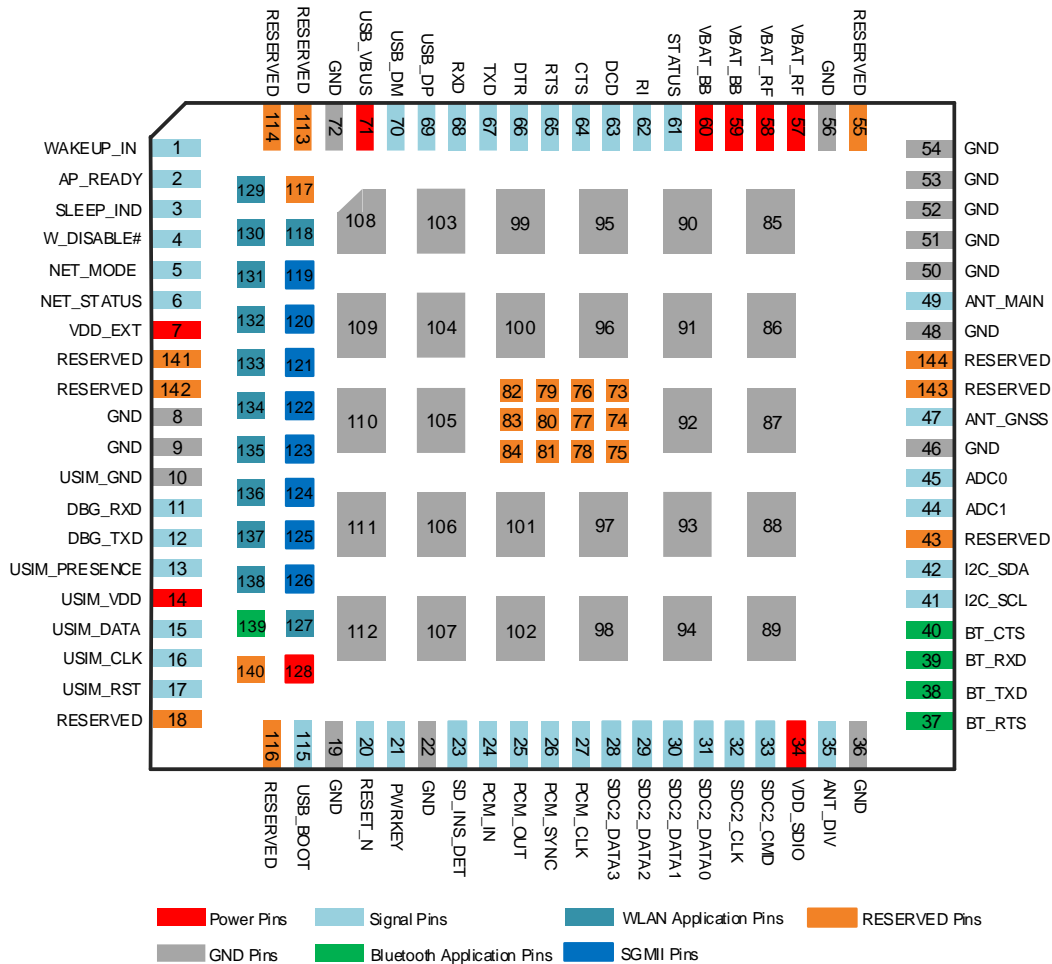 RESERVED
RESERVED
GND
USB_VBUS
USB_DM
USB_DP
RXD
TXD
DTR
RTS
CTS
DCD
RI
STATUS
VBAT_BB
VBAT_BB
VBAT_RF
VBAT_RF
GND
RESERVED
114
113
72
71
70
69
68
67
66
65
64
63
62
61
60
59
58
57
56
55
WAKEUP_IN 1
AP_READY 2
SLEEP_IND 3
W_DISABLE# 4
NET_MODE 5
NET_STATUS 6
VDD_EXT 7
RESERVED 141
RESERVED 142
GND 8
GND 9
USIM_GND 10
DBG_RXD 11
DBG_TXD 12
USIM_PRESENCE 13
USIM_VDD 14
USIM_DATA 15
USIM_CLK 16
USIM_RST 17
RESERVED 18
129 117
130 118
131 119
132 120
133 121
134 122
135 123
136 124
137 125
138 126
139 127
140 128
108 103 99 95 90 85
109 104 100 96 91 86
82 79 76 73
110 105 83 80 77 74 92 87
84 81 78 75
111 106 101 97 93 88
112 107 102 98 94 89
54 GND
53 GND
52 GND
51 GND
50 GND
49 ANT_MAIN
48 GND
144 RESERVED
143 RESERVED
47 ANT_GNSS
46 GND
45 ADC0
44 ADC1
43 RESERVED
42 I2C_SDA
41 I2C_SCL
40 BT_CTS
39 BT_RXD
38 BT_TXD
37 BT_RTS
116
115
19
20
21
22
23
24
25
26
27
28
29
30
31
32
33
34
35
36
RESERVED
USB_BOOT
GND
RESET_N
PWRKEY
GND
SD_INS_DET
PCM_IN
PCM_OUT
PCM_SYNC
PCM_CLK
SDC2_DATA3
SDC2_DATA2
SDC2_DATA1
SDC2_DATA0
SDC2_CLK
SDC2_CMD
VDD_SDIO
ANT_DIV
GND
Power Pins Signal Pins WLAN Application Pins RESERVED Pins
GND Pins Bluetooth Application Pins SGMII Pins